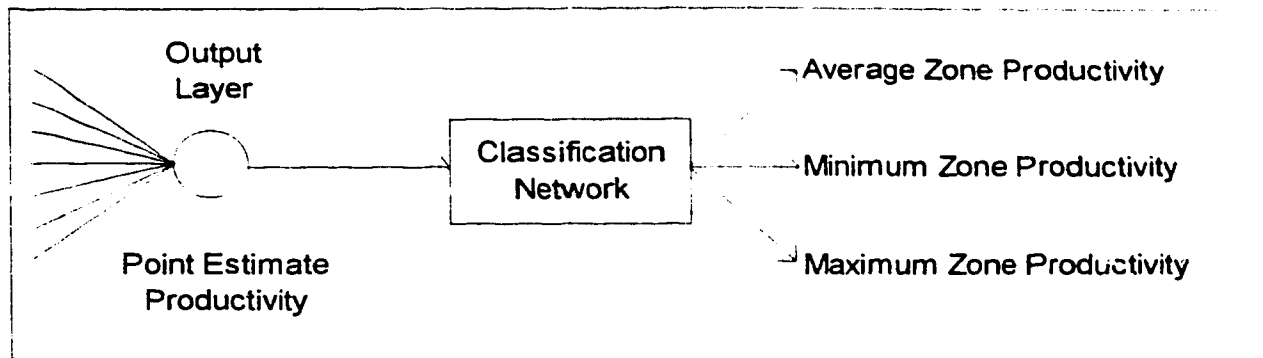 Output
Layer
Point Estimate
Productivity
Classification
Network
Average Zone Productivity
Minimum Zone Productivity
Maximum Zone Productivity